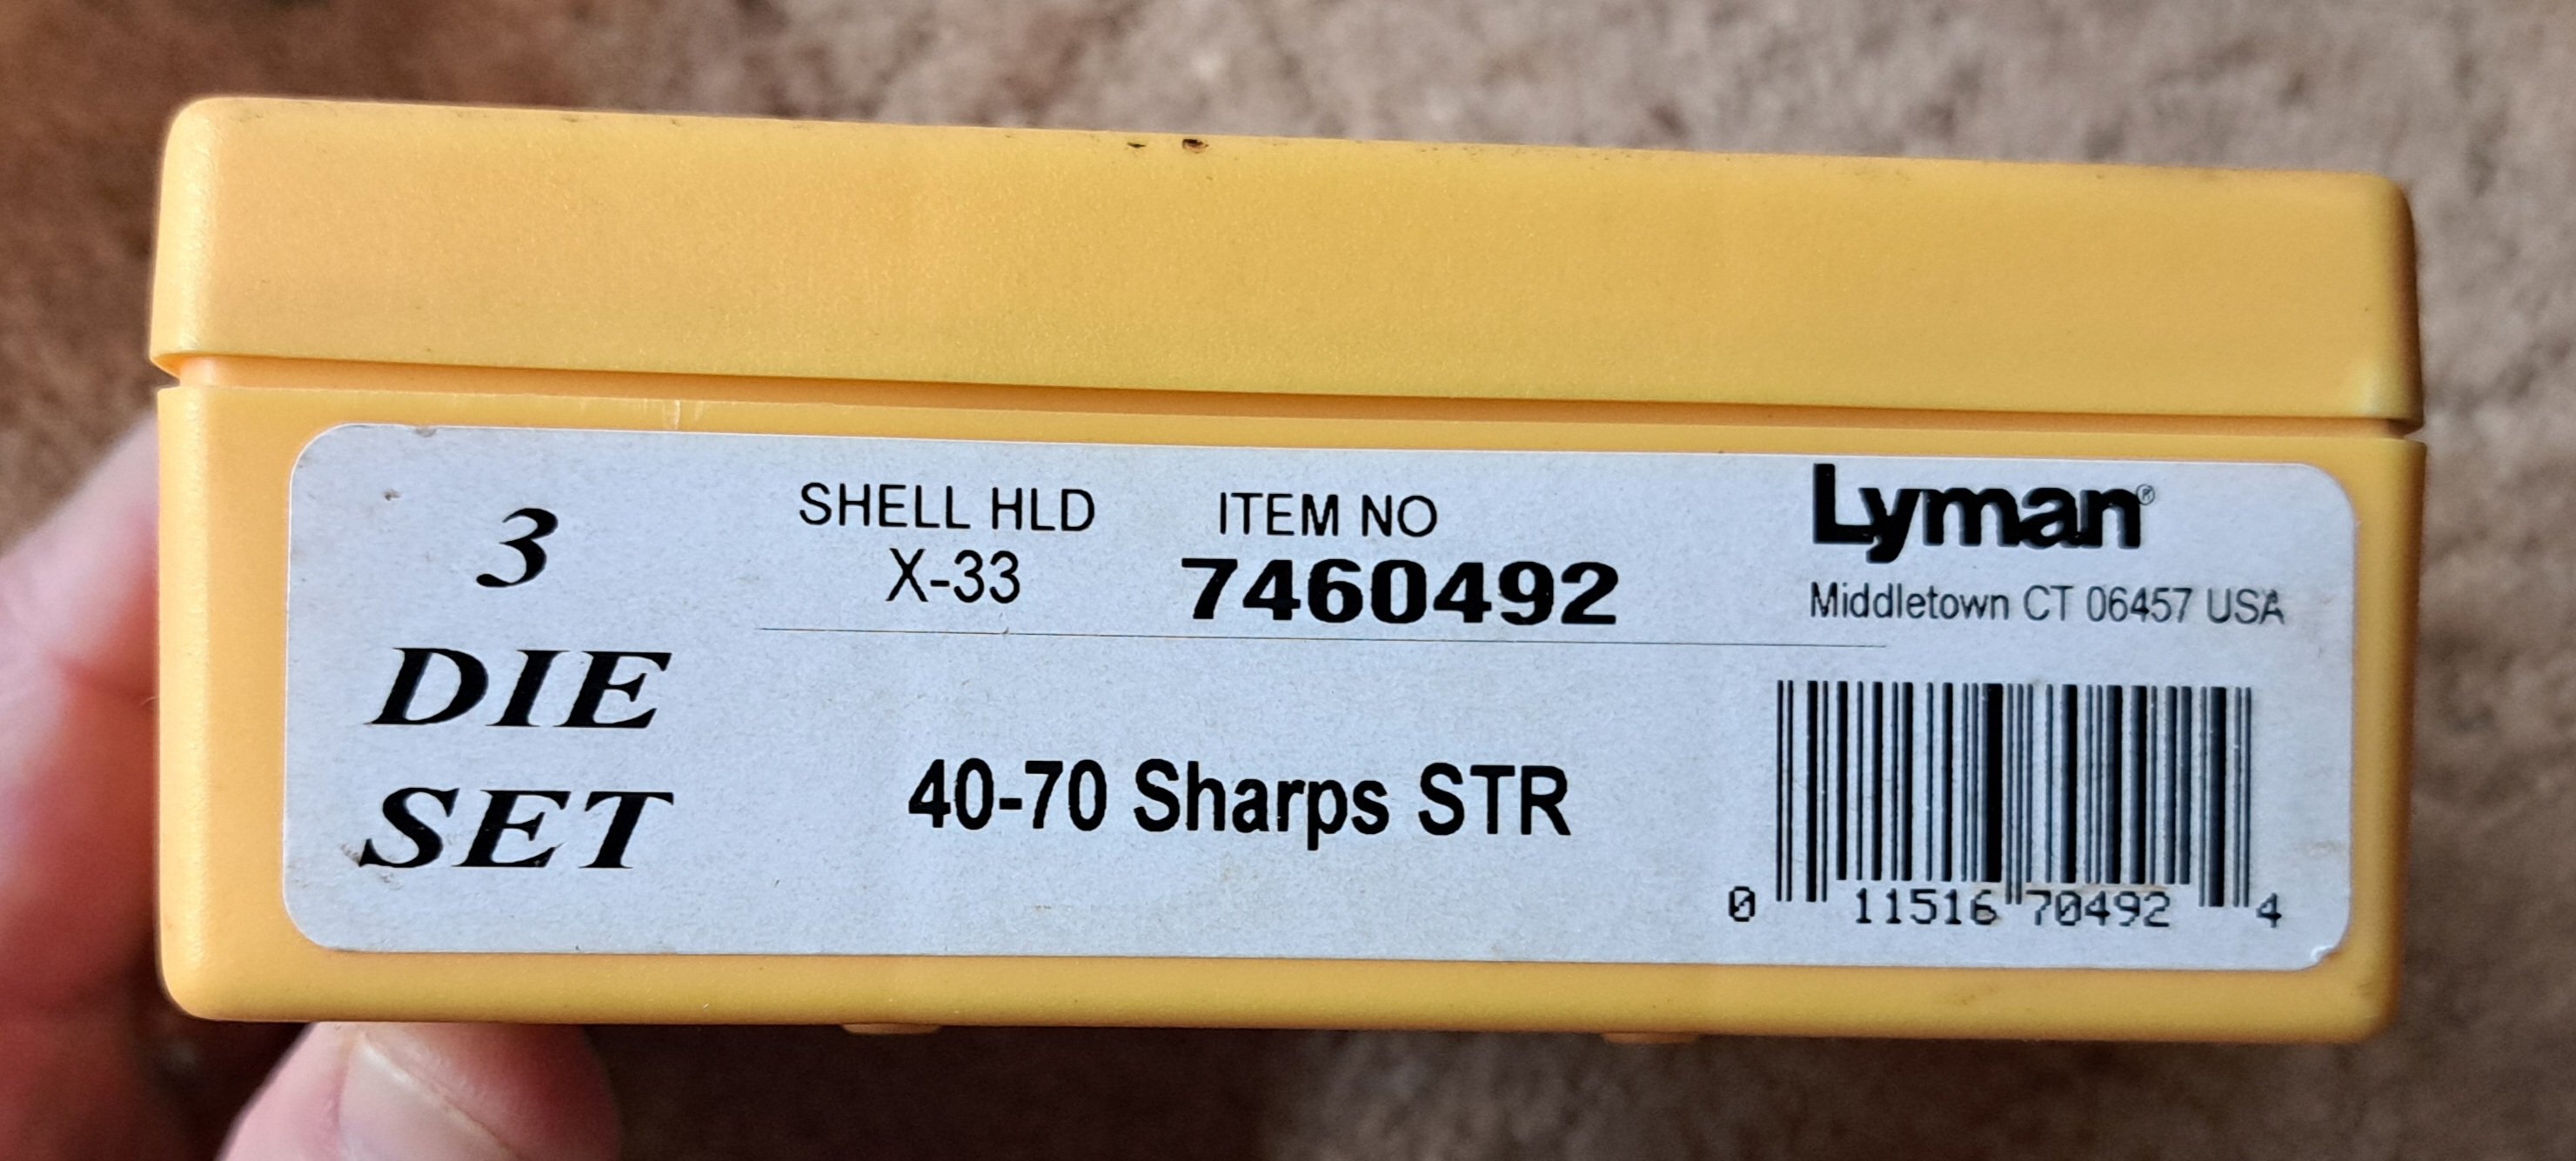 3
DIE
SET
SHELL HLD
X-33
ITEM NO
7460492
Lyman®
Middletown CT 06457 USA
40-70 Sharps STR
0 11516 70492 4